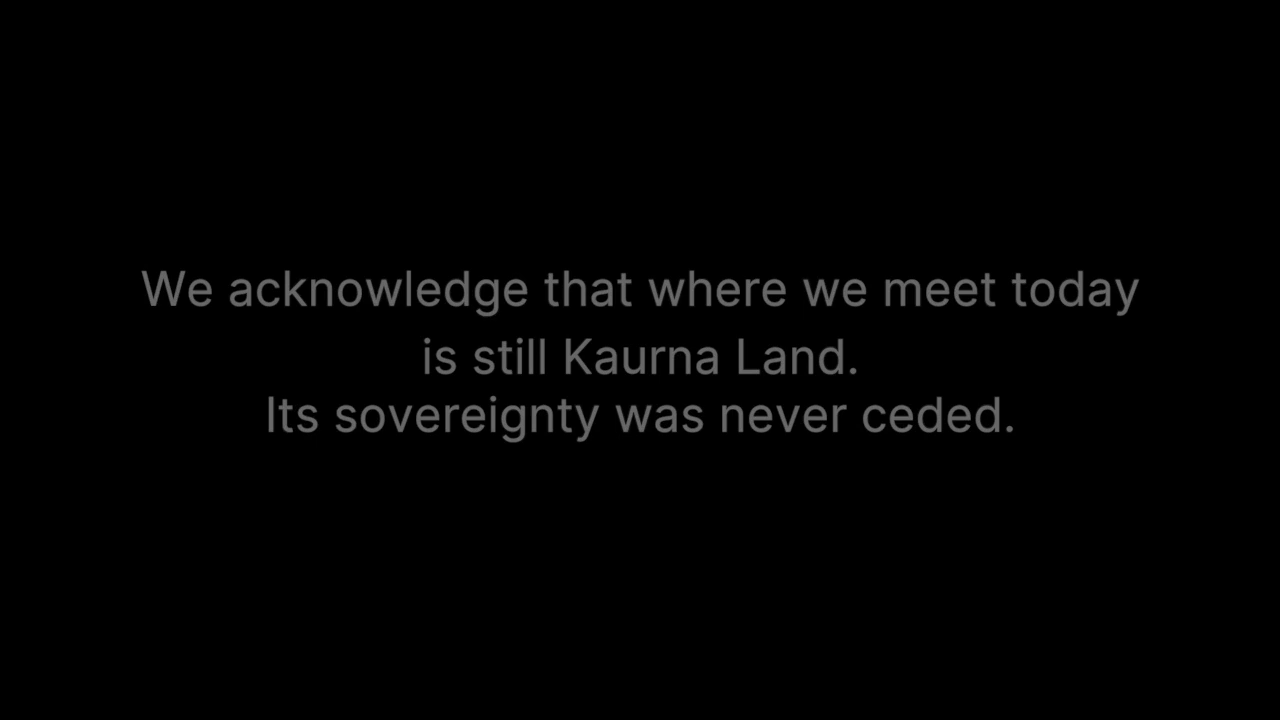 We acknowledge that where we meet today
is still Kaurna Land.
Its sovereignty was never ceded.